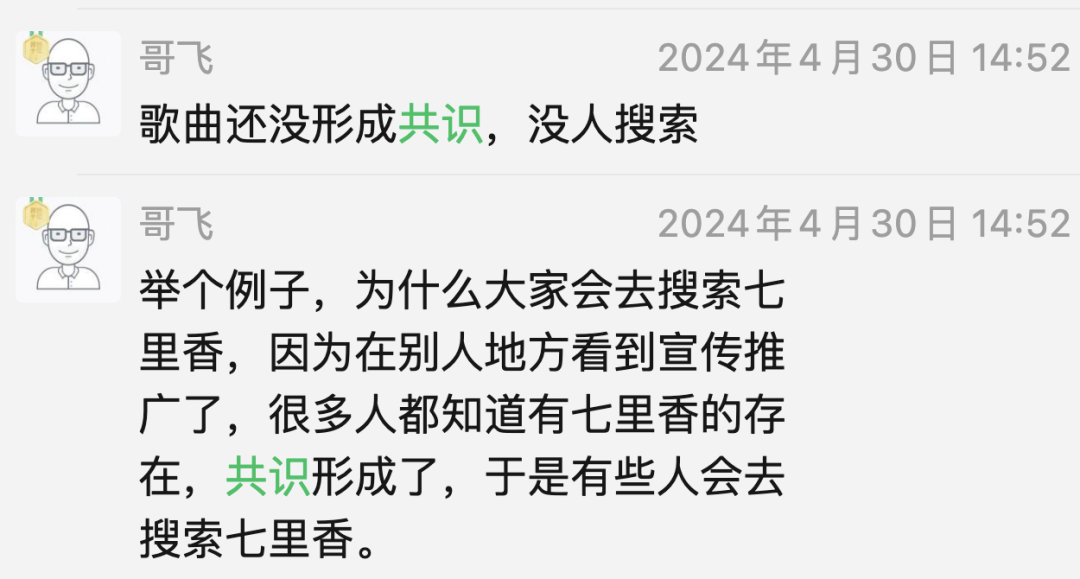 哥飞 2024年4月30日 14:52
歌曲还没形成共识，没人搜索
哥飞 2024年4月30日 14:52
举个例子，为什么大家会去搜索七
里香，因为在别人地方看到宣传推
广了，很多人都知道有七里香的存
在，共识形成了，于是有些人会去
搜索七里香。